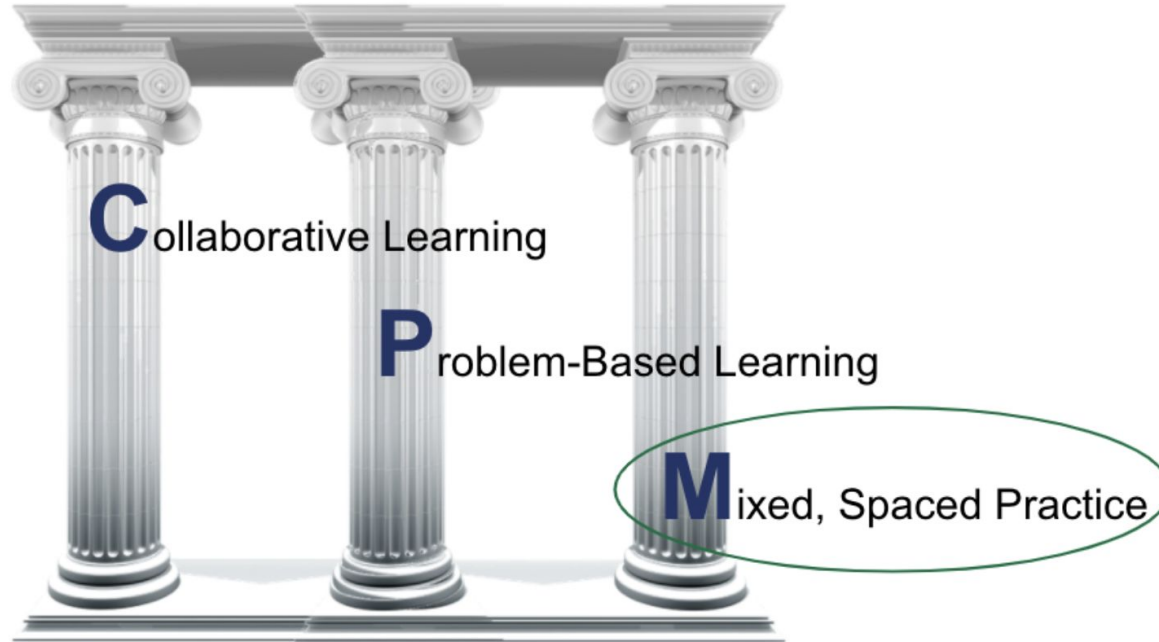 Collaborative Learning
Problem-Based Learning
Mixed, Spaced Practice